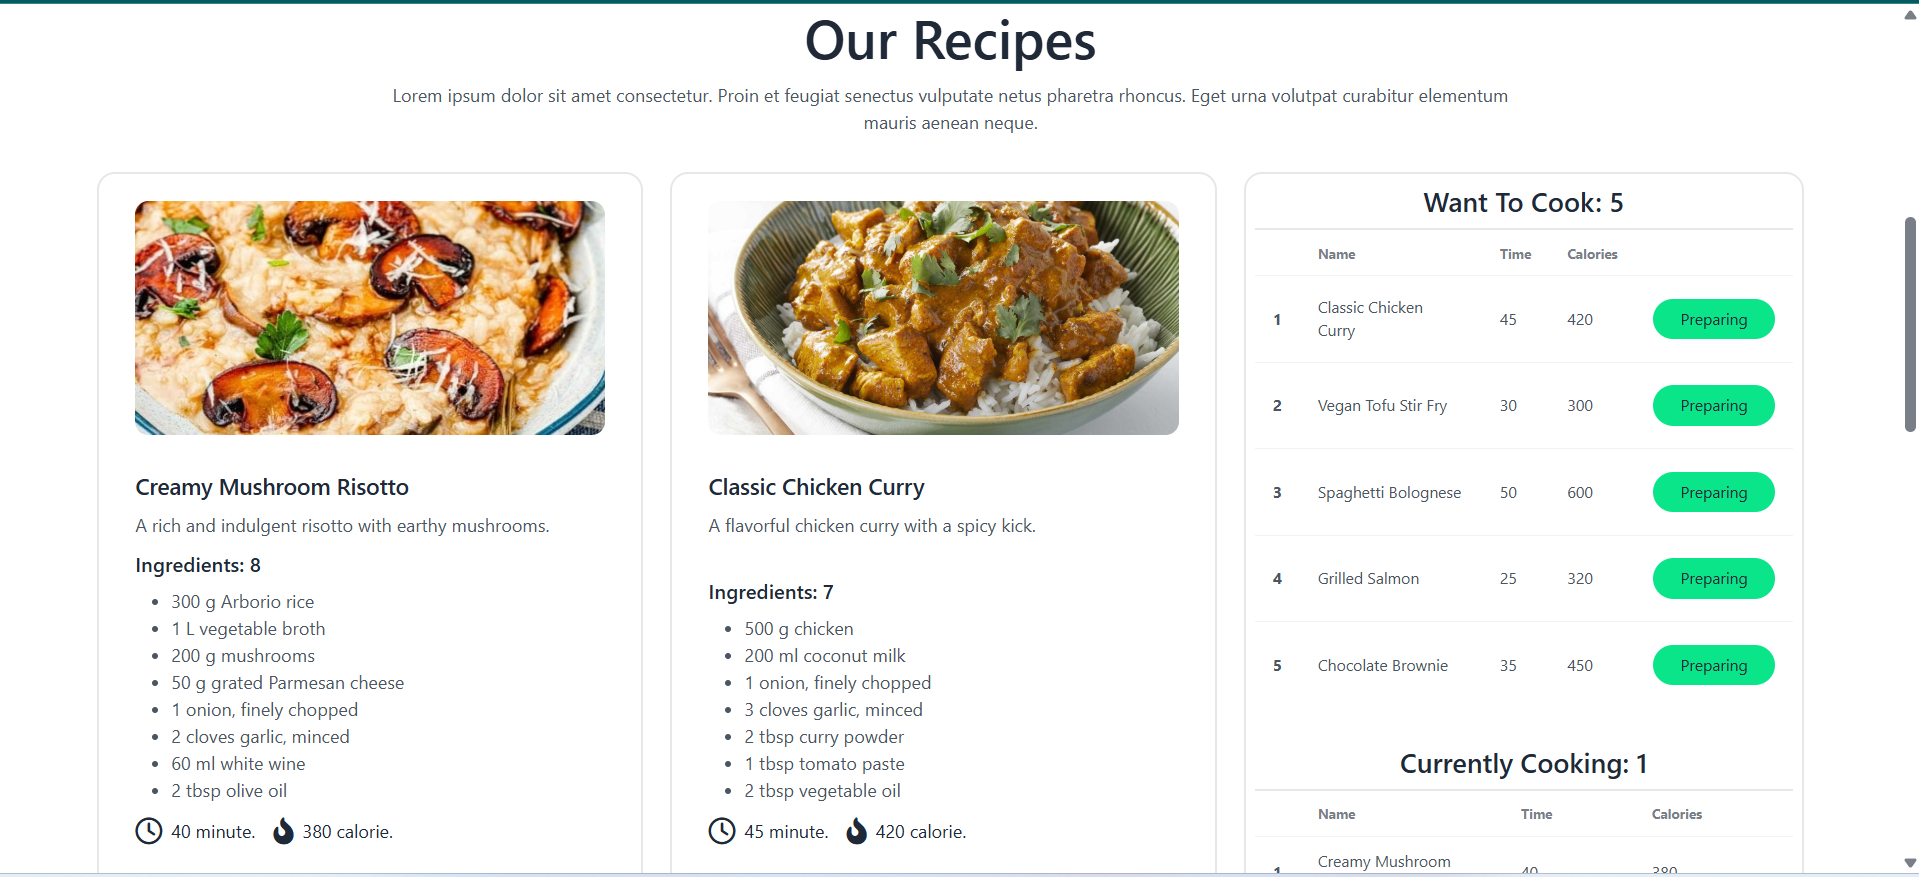 Our Recipes
Lorem ipsum dolor sit amet consectetur. Proin et feugiat senectus vulputate netus pharetra rhoncus. Eget urna volutpat curabitur elementum
mauris aenean neque.
Creamy Mushroom Risotto
A rich and indulgent risotto with earthy mushrooms.
Ingredients: 8
300 g Arborio rice
1 L vegetable broth
200 g mushrooms
50 g grated Parmesan cheese
1 onion, finely chopped
2 cloves garlic, minced
60 ml white wine
2 tbsp olive oil
40 minute. 380 calorie.
Classic Chicken Curry
A flavorful chicken curry with a spicy kick.
Ingredients: 7
500 g chicken
200 ml coconut milk
1 onion, finely chopped
3 cloves garlic, minced
2 tbsp curry powder
1 tbsp tomato paste
2 tbsp vegetable oil
45 minute. 420 calorie.
Want To Cook: 5
Name Time Calories
1 Classic Chicken Curry 45 420 Preparing
2 Vegan Tofu Stir Fry 30 300 Preparing
3 Spaghetti Bolognese 50 600 Preparing
4 Grilled Salmon 25 320 Preparing
5 Chocolate Brownie 35 450 Preparing
Currently Cooking: 1
Name Time Calories
1 Creamy Mushroom 40 380